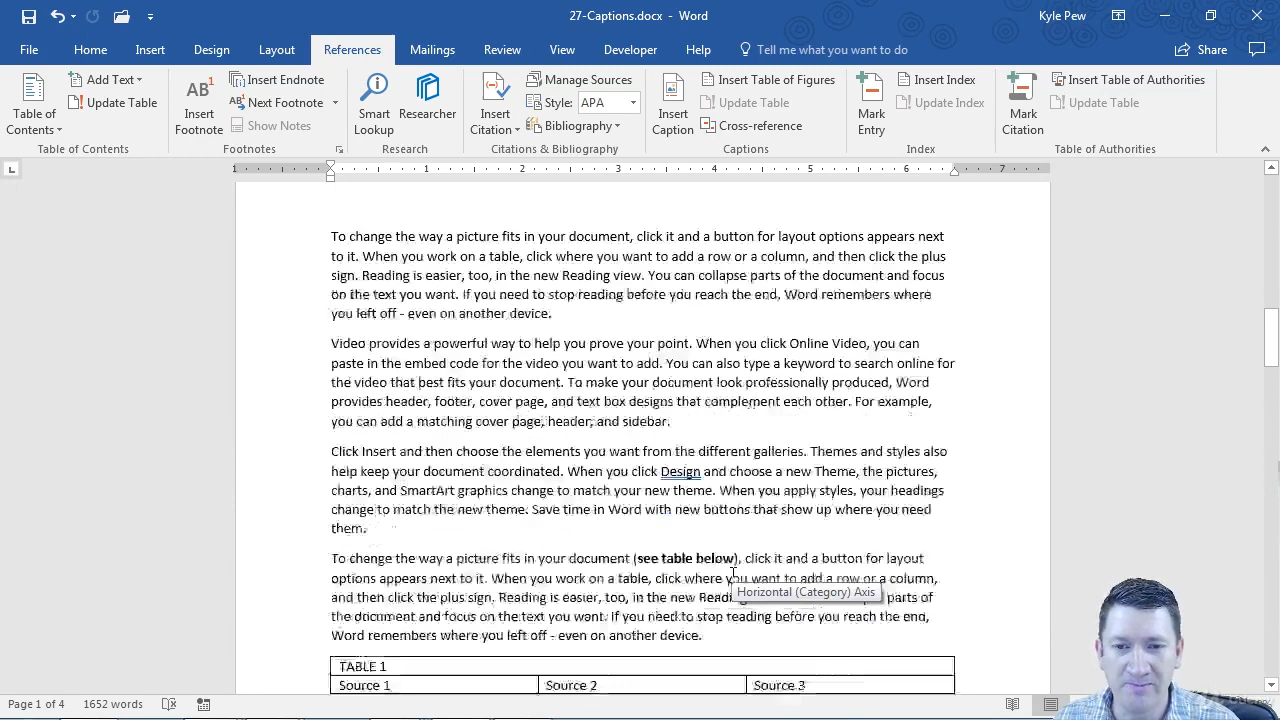 27-Captions.docx - Word
Kyle Pew
File Home Insert Design Layout References Mailings Review View Developer Help Tell me what you want to do Share
Table of Contents
Add Text
Update Table
Table of Contents
AB1
Insert Footnote
Insert Endnote
AB1 Next Footnote
Show Notes
Footnotes
Smart Lookup
Researcher
Research
Insert Citation
Manage Sources
Style: APA
Bibliography
Citations & Bibliography
Insert Caption
Insert Table of Figures
Update Table
Cross-reference
Captions
Mark Entry
Insert Index
Update Index
Index
Mark Citation
Insert Table of Authorities
Update Table
Table of Authorities
1 1 2 3 4 5 6 7
To change the way a picture fits in your document, click it and a button for layout options appears next
to it. When you work on a table, click where you want to add a row or a column, and then click the plus
sign. Reading is easier, too, in the new Reading view. You can collapse parts of the document and focus
on the text you want. If you need to stop reading before you reach the end, Word remembers where
you left off - even on another device.
Video provides a powerful way to help you prove your point. When you click Online Video, you can
paste in the embed code for the video you want to add. You can also type a keyword to search online for
the video that best fits your document. To make your document look professionally produced, Word
provides header, footer, cover page, and text box designs that complement each other. For example,
you can add a matching cover page, header, and sidebar.
Click Insert and then choose the elements you want from the different galleries. Themes and styles also
help keep your document coordinated. When you click Design and choose a new Theme, the pictures,
charts, and SmartArt graphics change to match your new theme. When you apply styles, your headings
change to match the new theme. Save time in Word with new buttons that show up where you need
them.
To change the way a picture fits in your document (see table below), click it and a button for layout
options appears next to it. When you work on a table, click where you want to add a row or a column,
Horizontal (Category) Axis
and then click the plus sign. Reading is easier, too, in the new parts of
the document and focus on the text you want. If you need to stop reading before you reach the end,
Word remembers where you left off - even on another device.
TABLE 1
Source 1 Source 2 Source 3
Page 1 of 4 1652 words